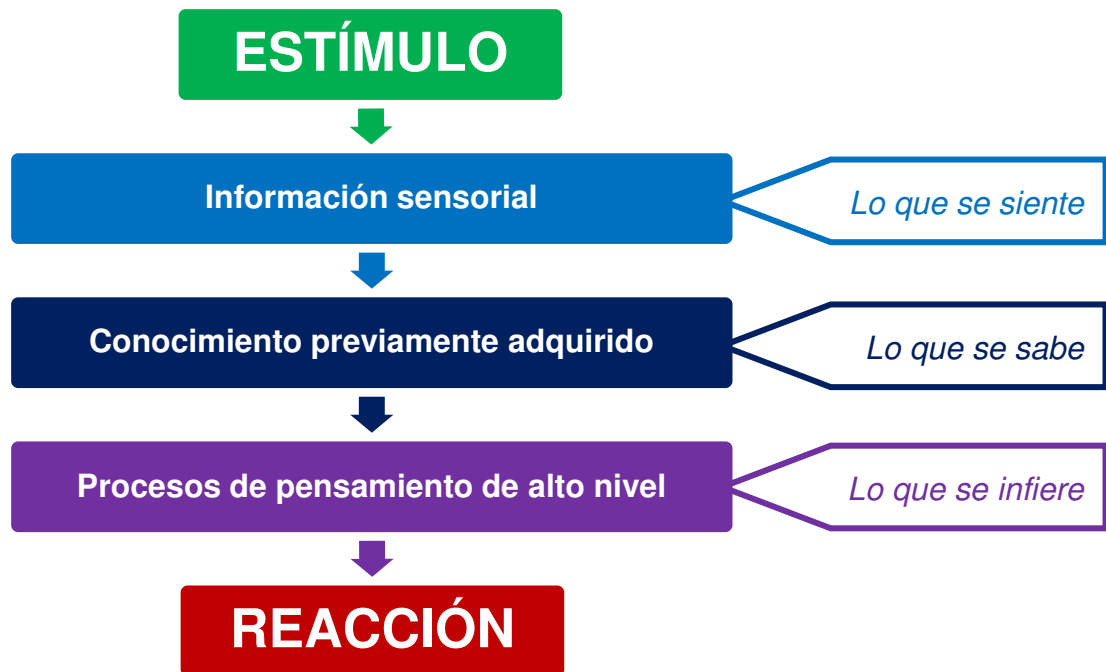 ESTÍMULO
Información sensorial
Lo que se siente
Conocimiento previamente adquirido
Lo que se sabe
Procesos de pensamiento de alto nivel
Lo que se infiere
REACCIÓN